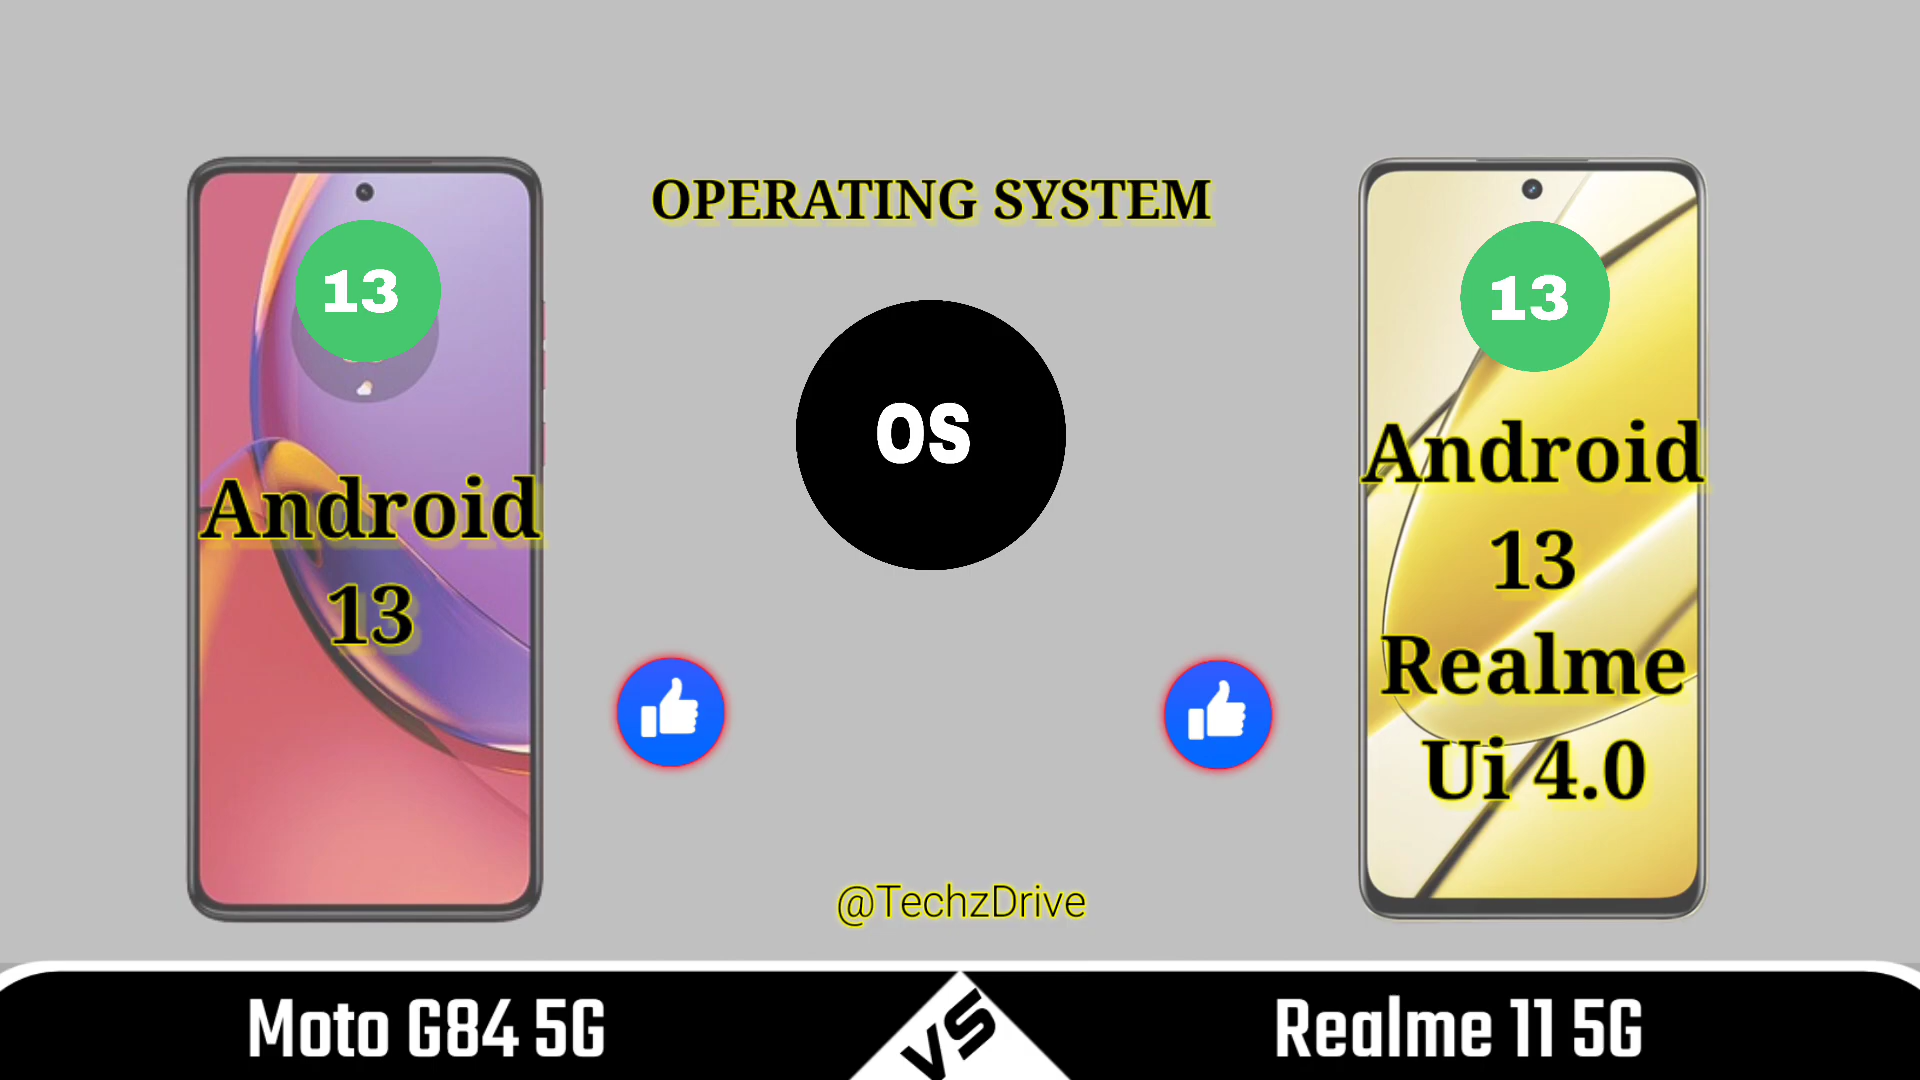 OPERATING SYSTEM
13
Android
13
OS
13
Android
13
Realme
Ui 4.0
@TechzDrive
Moto G84 5G
VS
Realme 11 5G